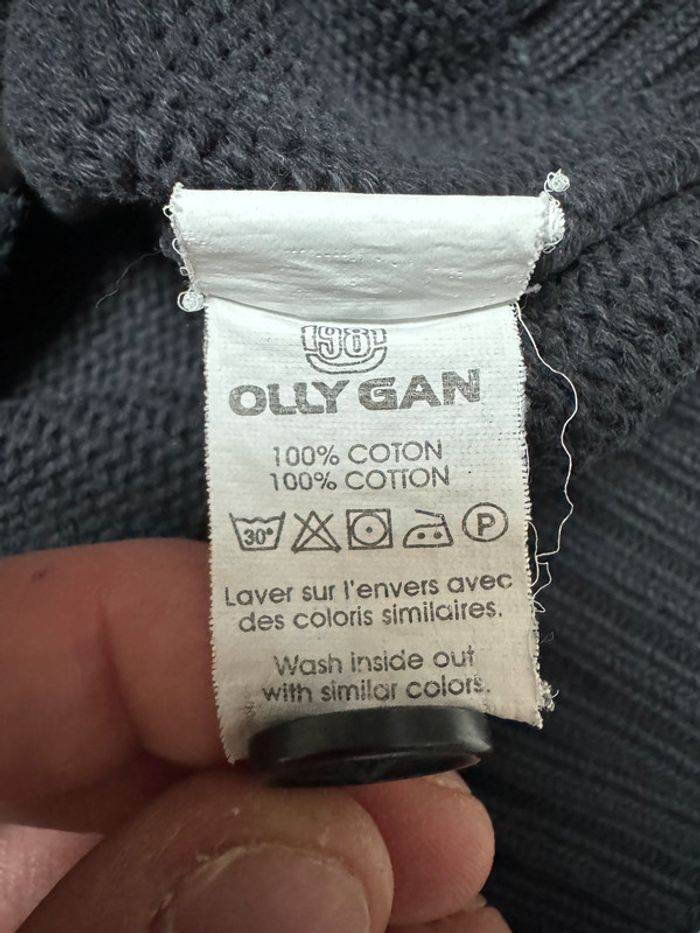 1981
OLLY GAN
100% COTON
100% COTTON
30° P
Laver sur l'envers avec
des coloris similaires.
Wash inside out
with similar colors.